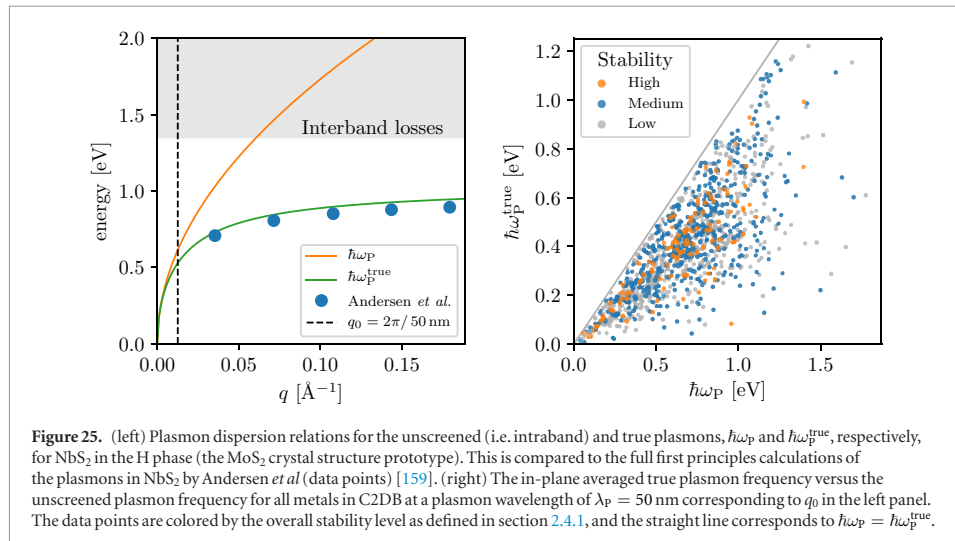 2.0
1.5
1.0
0.5
0.0
energy [eV]
Interband losses
ħω_P
ħω_P^true
Andersen et al.
q_0 = 2π/50 nm
0.00 0.05 0.10 0.15
q [Å⁻¹]
1.2
1.0
0.8
0.6
0.4
0.2
0.0
ħω_P^true [eV]
Stability
High
Medium
Low
0.0 0.5 1.0 1.5
ħω_P [eV]
Figure 25. (left) Plasmon dispersion relations for the unscreened (i.e. intraband) and true plasmons, ħω_P and ħω_P^true, respectively,
for NbS₂ in the H phase (the MoS₂ crystal structure prototype). This is compared to the full first principles calculations of
the plasmons in NbS₂ by Andersen et al (data points) [159]. (right) The in-plane averaged true plasmon frequency versus the
unscreened plasmon frequency for all metals in C2DB at a plasmon wavelength of λ_P = 50 nm corresponding to q_0 in the left panel.
The data points are colored by the overall stability level as defined in section 2.4.1, and the straight line corresponds to ħω_P = ħω_P^true.